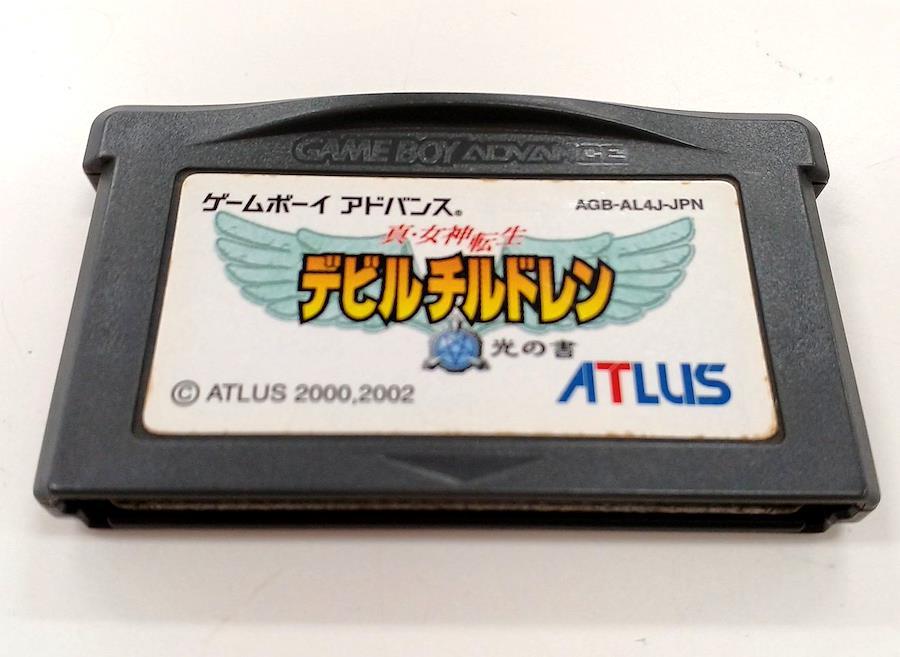 GAME BOY ADVANCE
ゲームボーイ アドバンス®
AGB-AL4J-JPN
真・女神転生
デビルチルドレン
光の書
ATLUS
© ATLUS 2000,2002